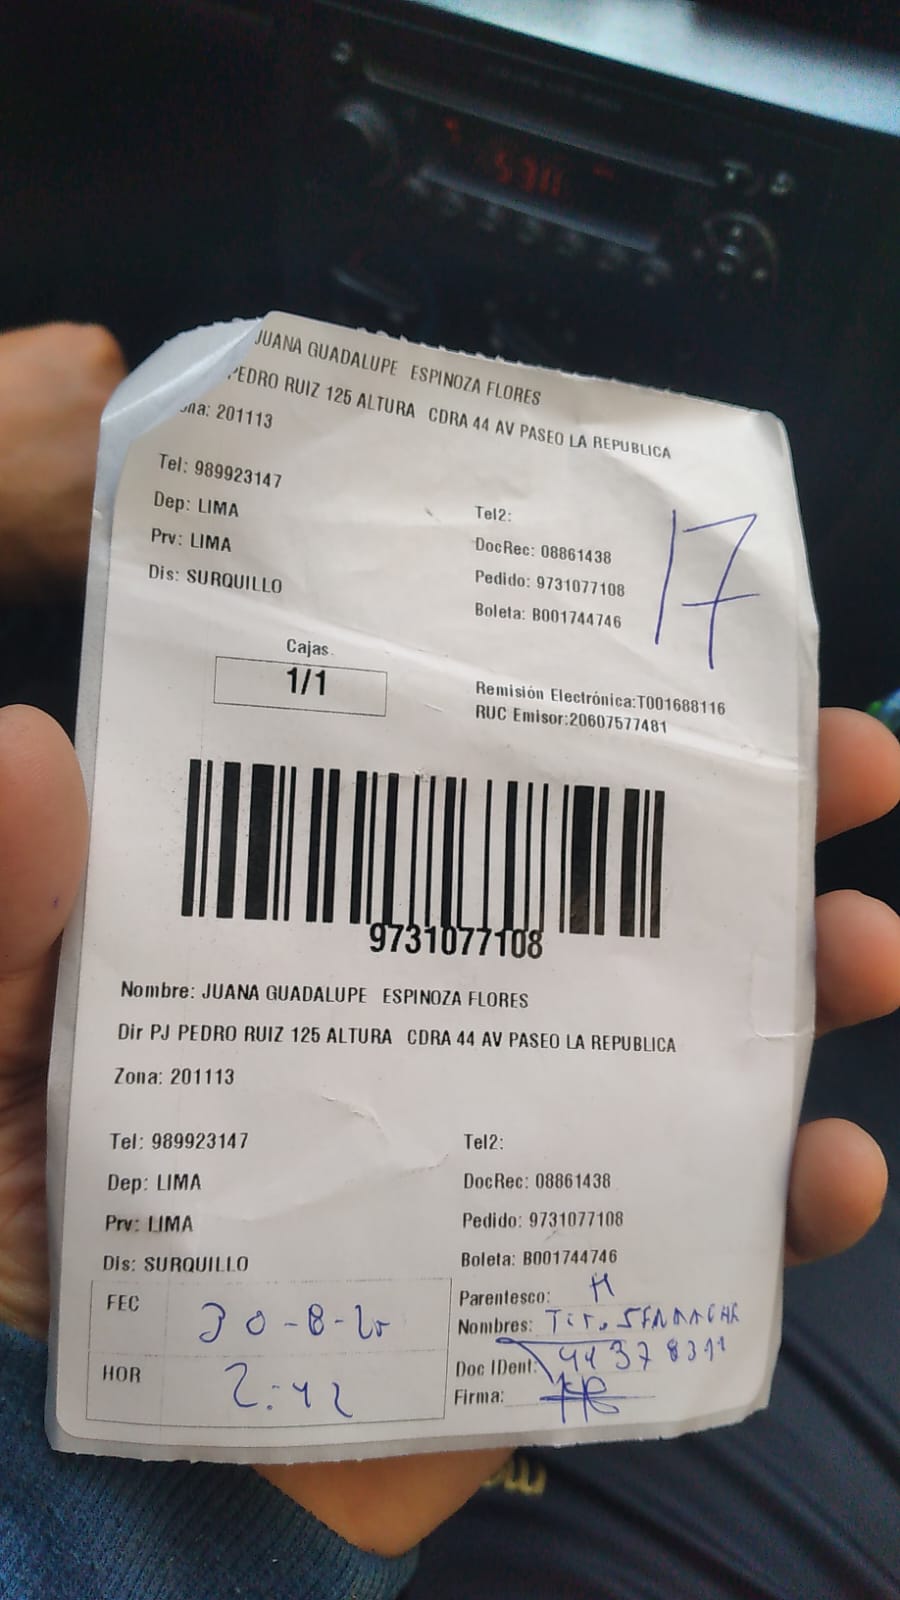 JUANA GUADALUPE ESPINOZA FLORES
PEDRO RUIZ 125 ALTURA CDRA 44 AV PASEO LA REPUBLICA
ona: 201113
Tel: 989923147
Dep: LIMA
Prv: LIMA
Dis: SURQUILLO
Tel2:
DocRec: 08861438
Pedido: 9731077108
Boleta: B001744746
17
Cajas
1/1
Remisión Electrónica:T001688116
RUC Emisor:20607577481
9731077108
Nombre: JUANA GUADALUPE ESPINOZA FLORES
Dir PJ PEDRO RUIZ 125 ALTURA CDRA 44 AV PASEO LA REPUBLICA
Zona: 201113
Tel: 989923147
Dep: LIMA
Prv: LIMA
Dis: SURQUILLO
Tel2:
DocRec: 08861438
Pedido: 9731077108
Boleta: B001744746
FEC 30-8-25
HOR 2:42
Parentesco:
Nombres:
Doc IDent:
Firma: